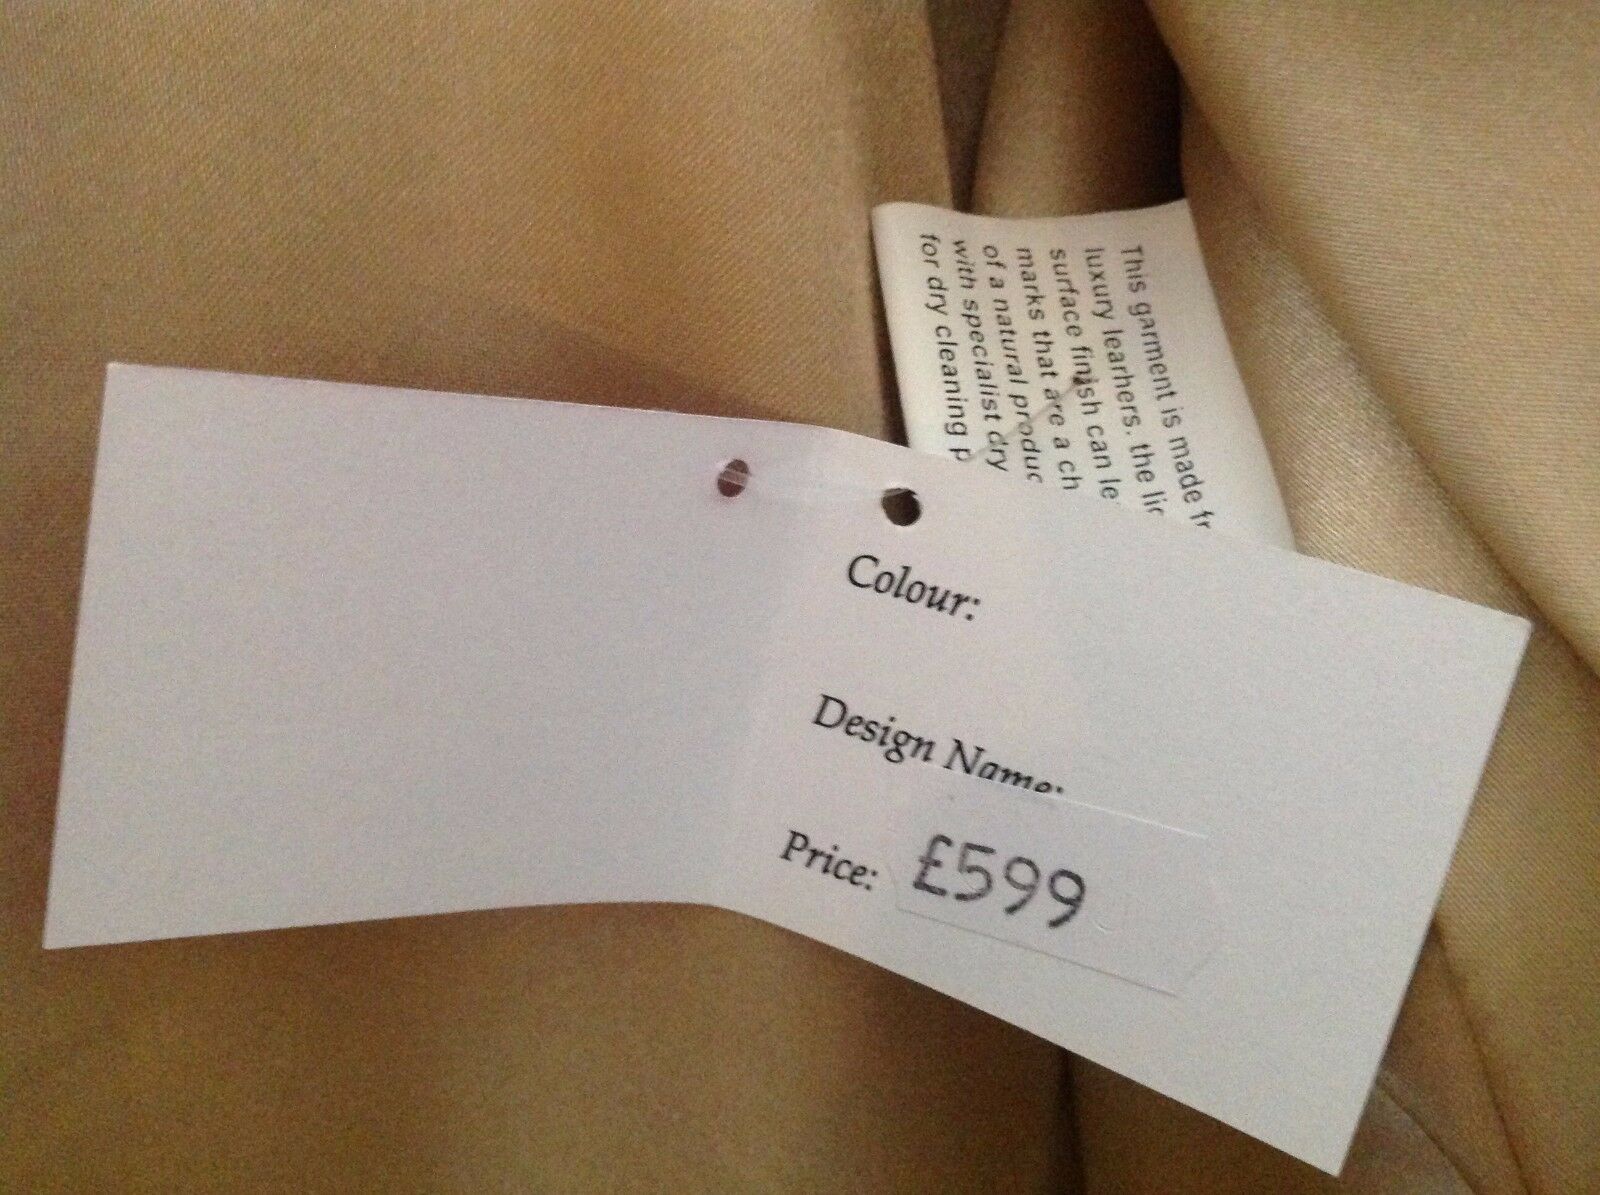 This garment is made fr
luxury learhers. the lic
surface finish can le
marks that are a ch
of a natural produc
with specialist dry
for dry cleaning p
Colour:
Design Name:
Price: £599